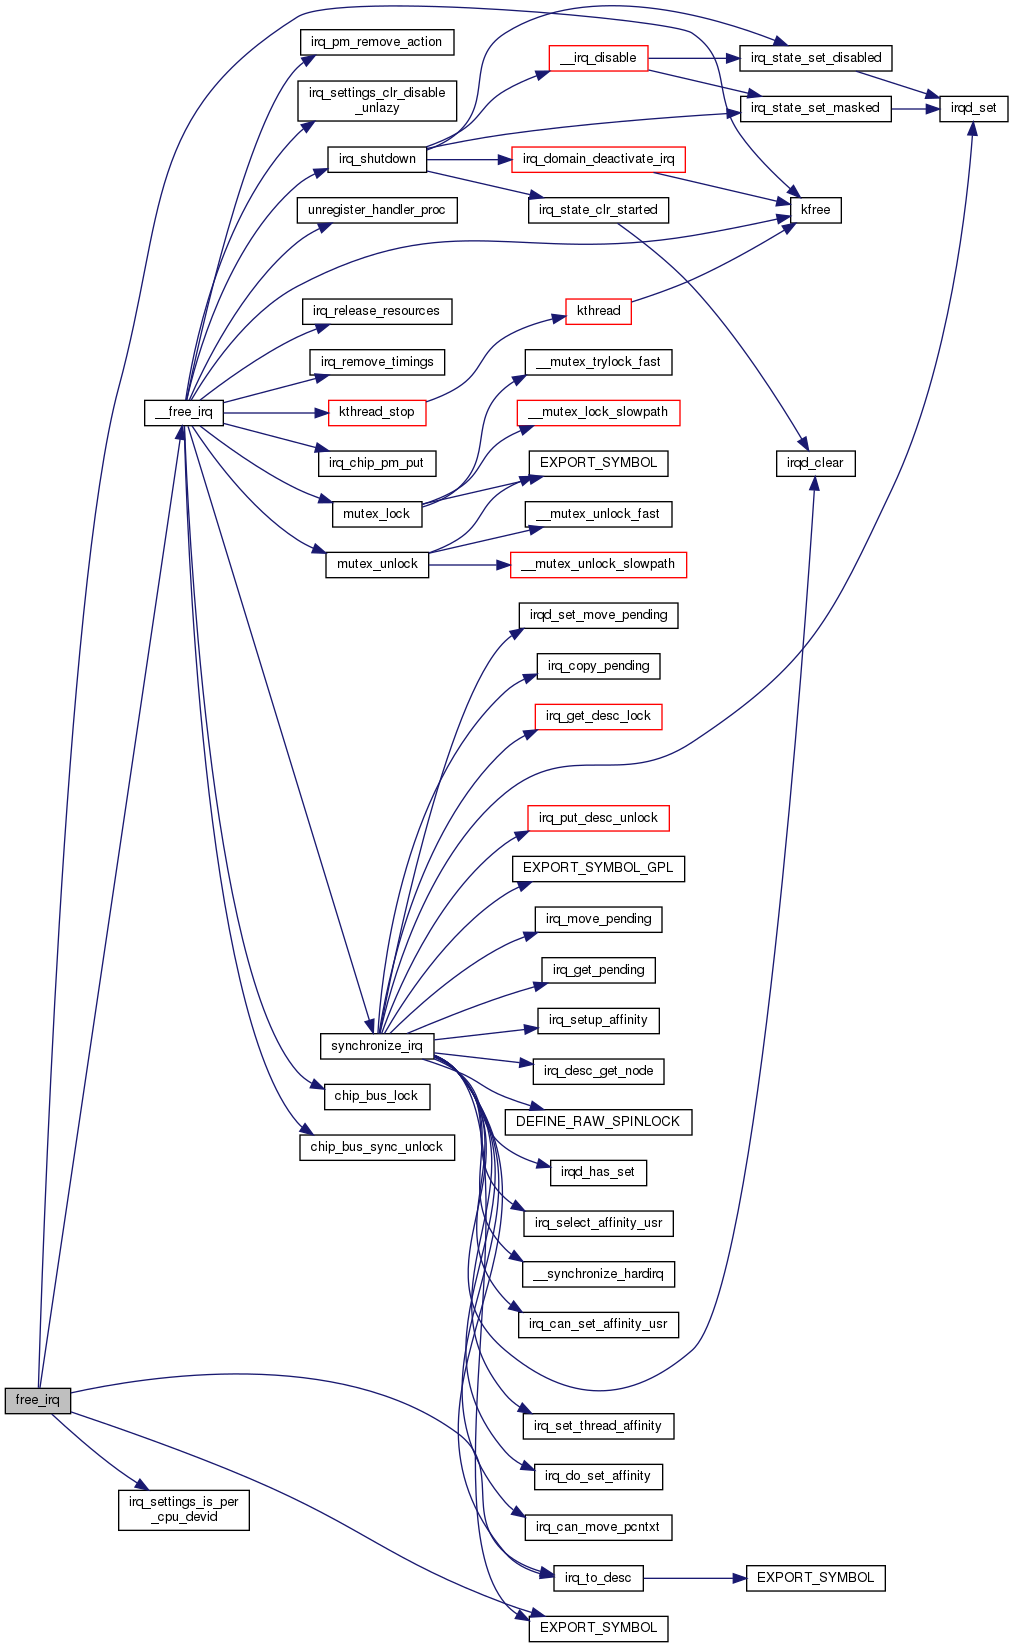 irq_pm_remove_action
irq_settings_clr_disable
_unlazy
irq_shutdown
unregister_handler_proc
irq_release_resources
irq_remove_timings
__free_irq
kthread_stop
irq_chip_pm_put
mutex_lock
mutex_unlock
__irq_disable
irq_state_set_disabled
irq_state_set_masked
irqd_set
irq_domain_deactivate_irq
irq_state_clr_started
kfree
kthread
__mutex_trylock_fast
__mutex_lock_slowpath
EXPORT_SYMBOL
__mutex_unlock_fast
__mutex_unlock_slowpath
irqd_clear
irqd_set_move_pending
irq_copy_pending
irq_get_desc_lock
irq_put_desc_unlock
EXPORT_SYMBOL_GPL
irq_move_pending
irq_get_pending
irq_setup_affinity
synchronize_irq
irq_desc_get_node
chip_bus_lock
DEFINE_RAW_SPINLOCK
chip_bus_sync_unlock
irqd_has_set
irq_select_affinity_usr
__synchronize_hardirq
irq_can_set_affinity_usr
free_irq
irq_set_thread_affinity
irq_do_set_affinity
irq_settings_is_per
_cpu_devid
irq_can_move_pcntxt
irq_to_desc
EXPORT_SYMBOL
EXPORT_SYMBOL